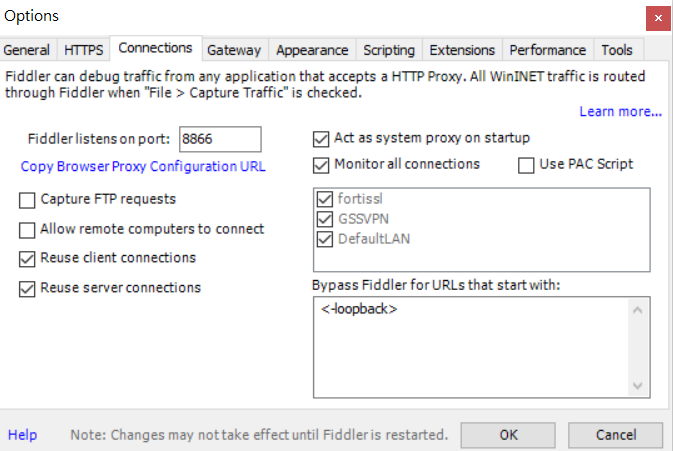 Options
General HTTPS Connections Gateway Appearance Scripting Extensions Performance Tools
Fiddler can debug traffic from any application that accepts a HTTP Proxy. All WinINET traffic is routed
through Fiddler when "File > Capture Traffic" is checked.
Learn more...
Fiddler listens on port: 8866
Copy Browser Proxy Configuration URL
Capture FTP requests
Allow remote computers to connect
Reuse client connections
Reuse server connections
Act as system proxy on startup
Monitor all connections Use PAC Script
fortissl
GSSVPN
DefaultLAN
Bypass Fiddler for URLs that start with:
<-loopback>
Help Note: Changes may not take effect until Fiddler is restarted. OK Cancel